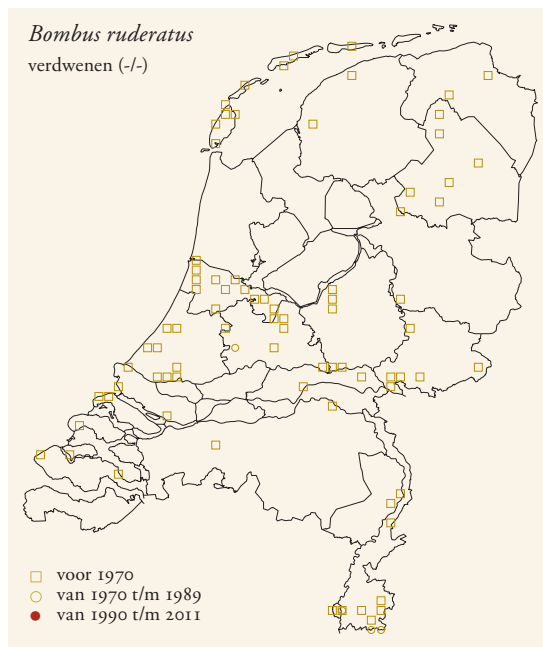 Bombus ruderatus
verdwenen (-/-)
voor 1970
van 1970 t/m 1989
van 1990 t/m 2011